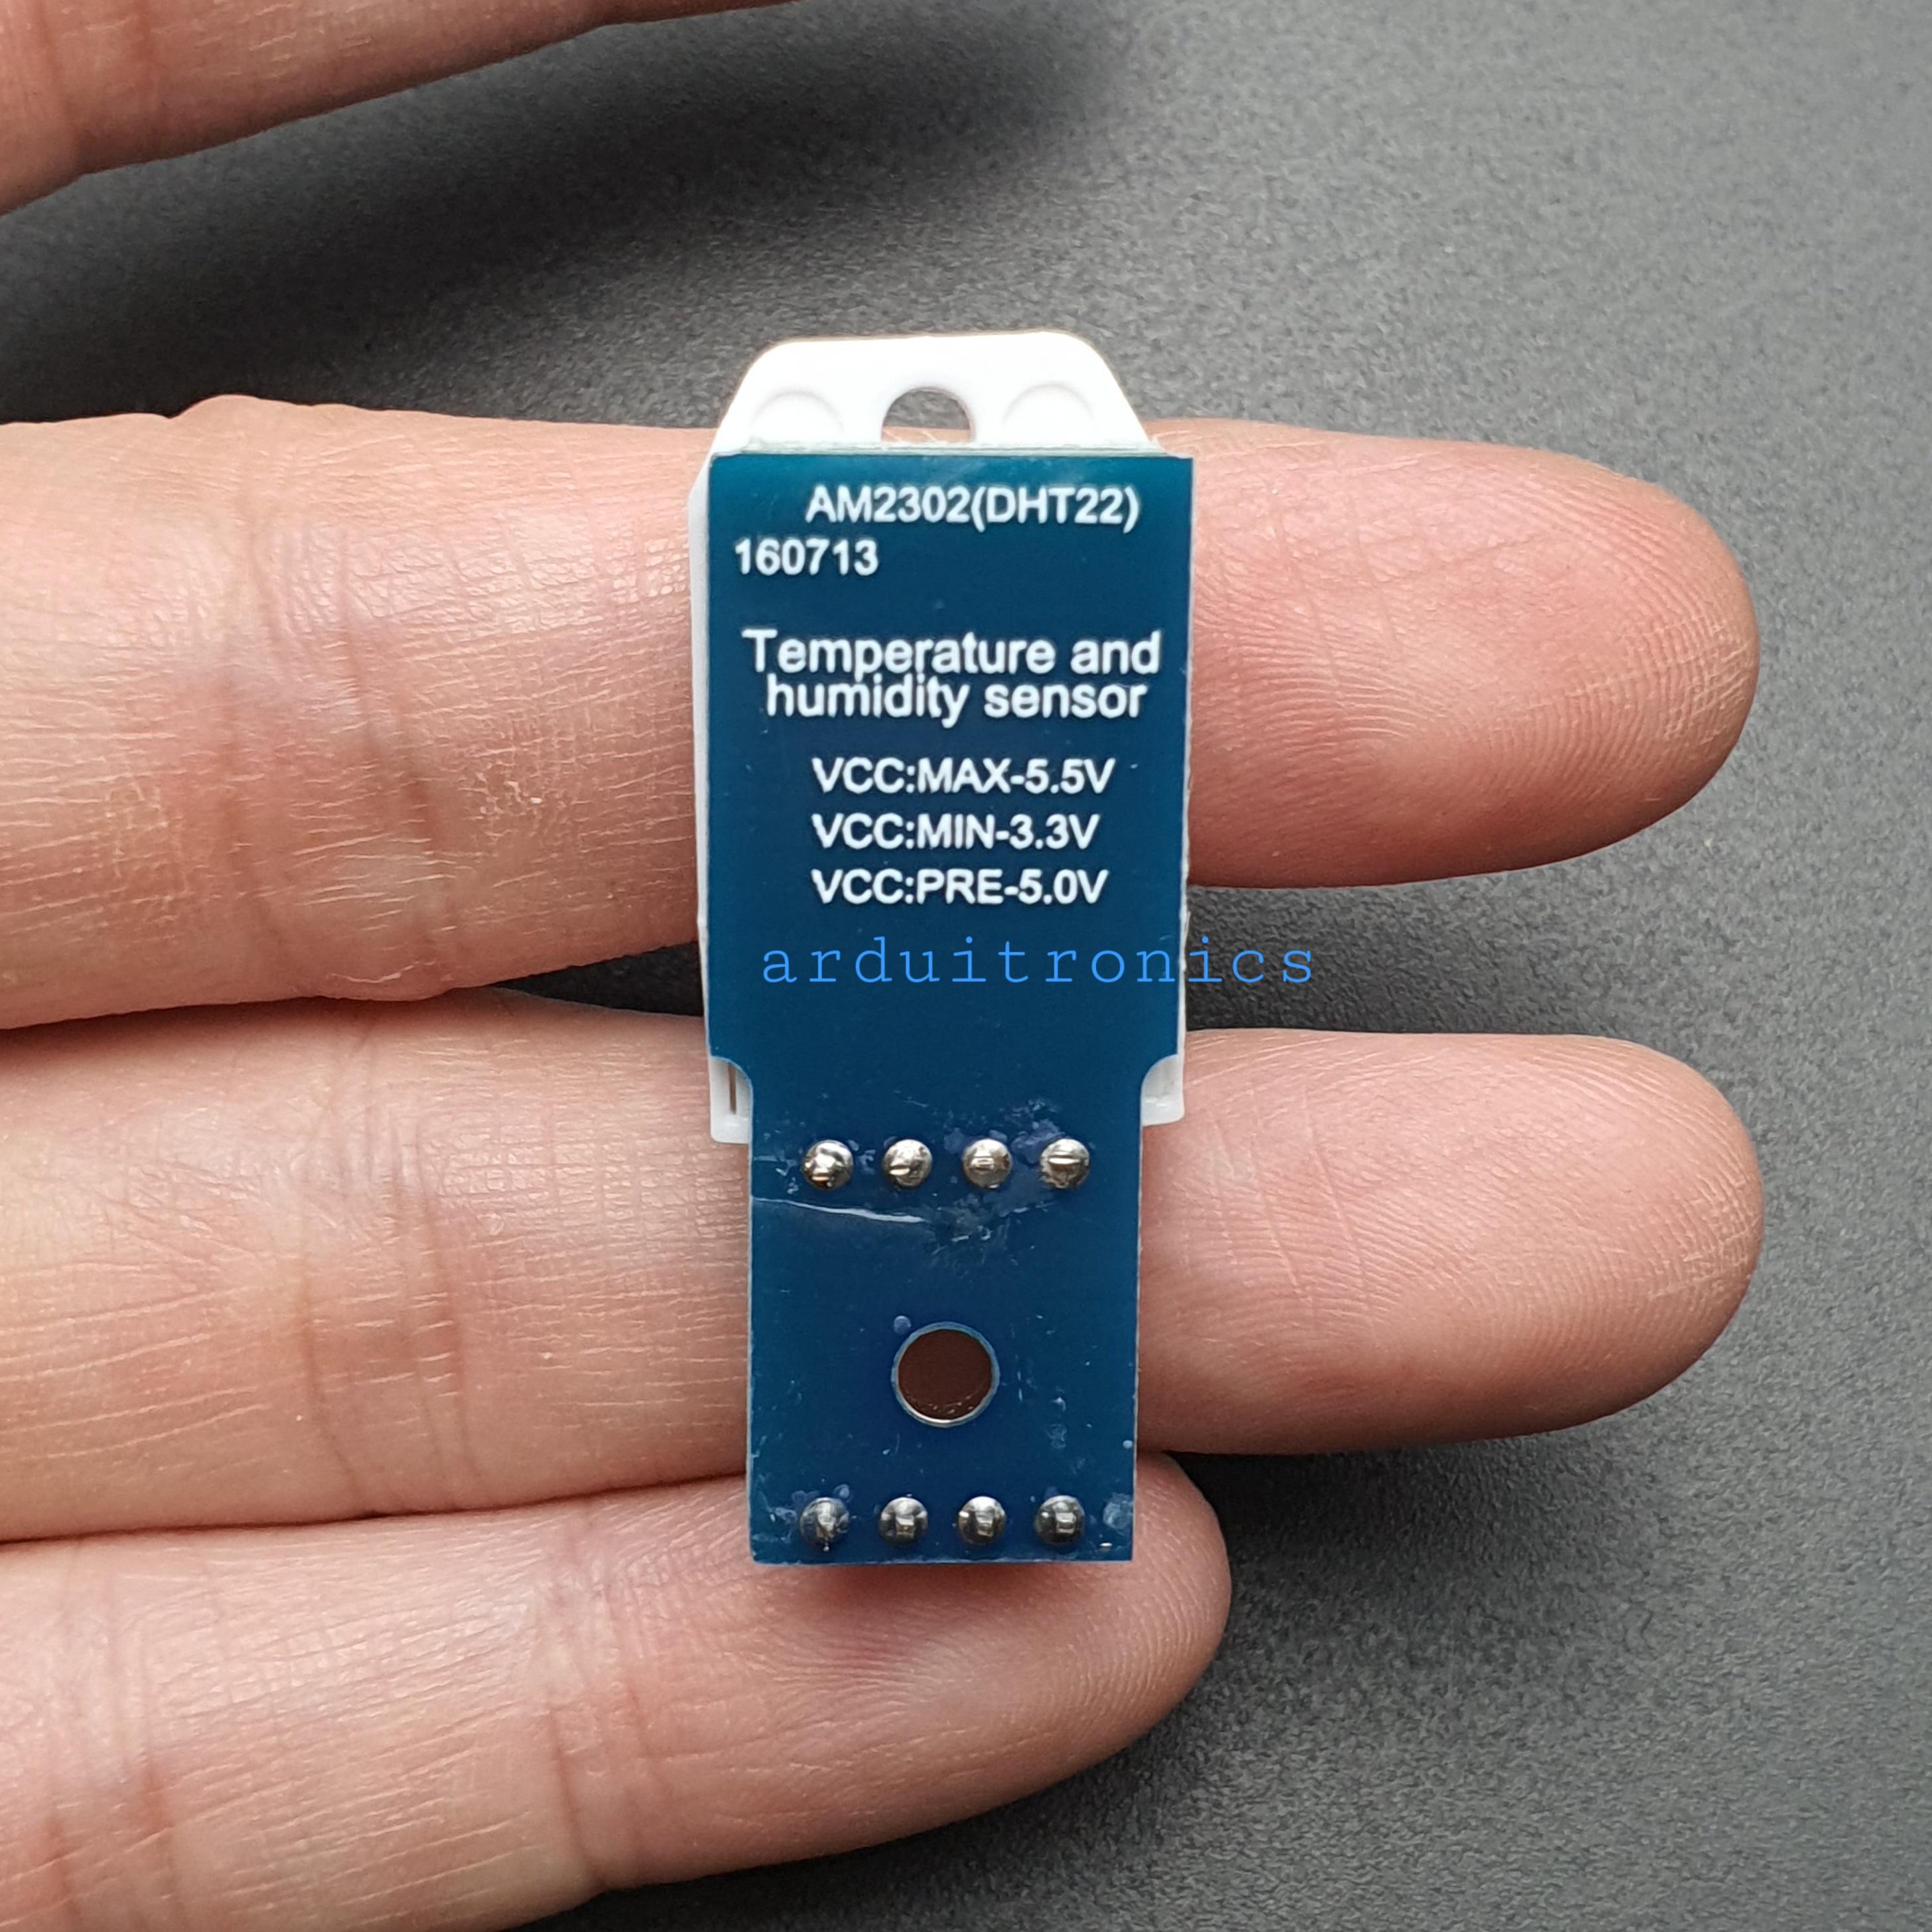 AM2302(DHT22)
160713
Temperature and
humidity sensor
VCC:MAX-5.5V
VCC:MIN-3.3V
VCC:PRE-5.0V
arduitronics